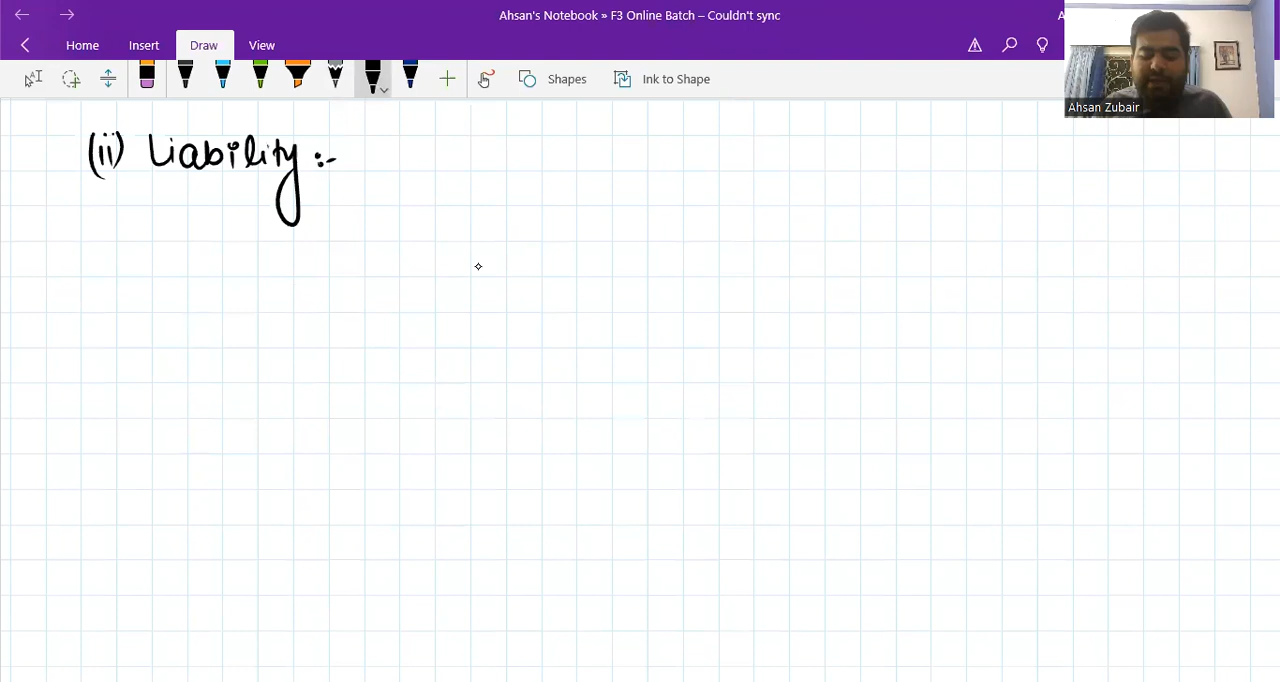 Ahsan's Notebook » F3 Online Batch – Couldn't sync
Home Insert Draw View
Shapes Ink to Shape
Ahsan Zubair
(ii) Liability :-